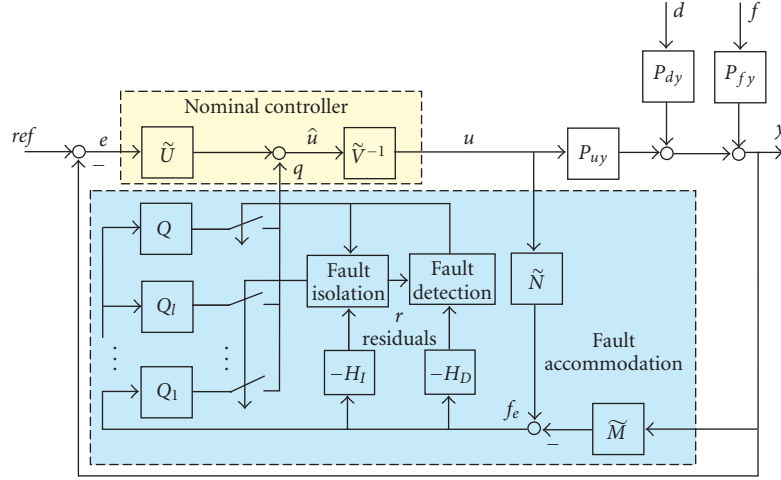 d
f
P_{dy}
P_{fy}
Nominal controller
ref
e
−
Ũ
û
q
Ṽ⁻¹
u
P_{uy}
y
Q
Fault
isolation
Fault
detection
Ñ
Q_l
r
residuals
Fault
accommodation
. . .
. . .
Q_1
−H_I
−H_D
f_e
−
M̃